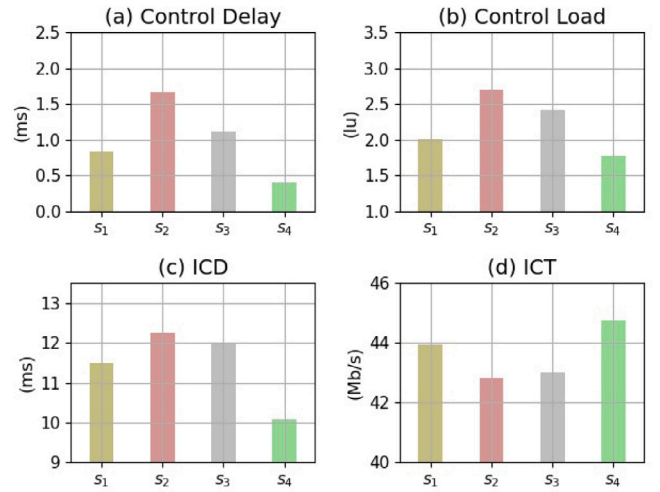 (a) Control Delay
(ms)
2.5
2.0
1.5
1.0
0.5
0.0
s1 s2 s3 s4
(b) Control Load
(lu)
3.5
3.0
2.5
2.0
1.5
1.0
s1 s2 s3 s4
(c) ICD
(ms)
13
12
11
10
9
s1 s2 s3 s4
(d) ICT
(Mb/s)
46
44
42
40
s1 s2 s3 s4